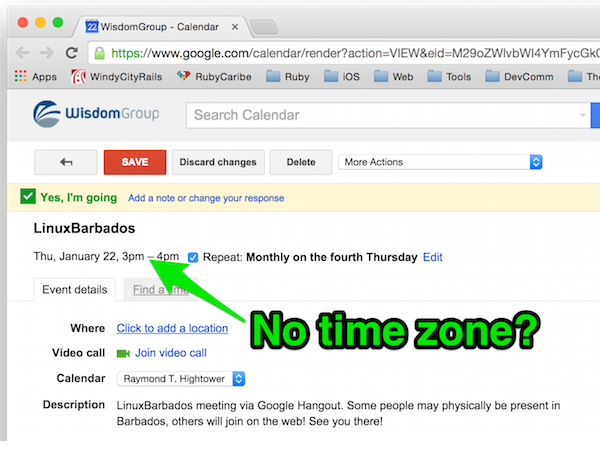 22 WisdomGroup - Calendar ×
https://www.google.com/calendar/render?action=VIEW&eid=M29oZWlvbWI4YmFycGk
Apps WindyCityRails RubyCaribe Ruby iOS Web Tools DevComm
WisdomGroup Search Calendar
SAVE Discard changes Delete More Actions
Yes, I'm going Add a note or change your response
LinuxBarbados
Thu, January 22, 3pm – 4pm Repeat: Monthly on the fourth Thursday Edit
Event details Find a time
No time zone?
Where Click to add a location
Video call Join video call
Calendar Raymond T. Hightower
Description LinuxBarbados meeting via Google Hangout. Some people may physically be present in
Barbados, others will join on the web! See you there!